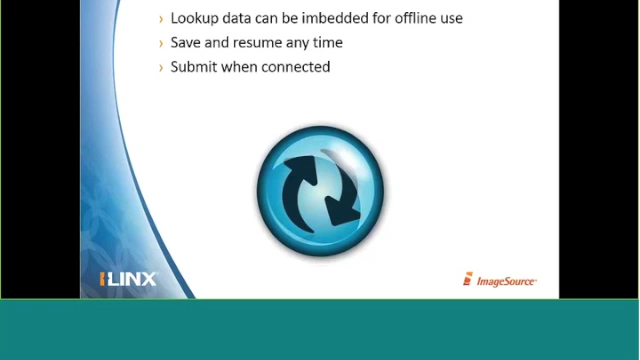 › Lookup data can be imbedded for offline use
› Save and resume any time
› Submit when connected
ILINX
ImageSource